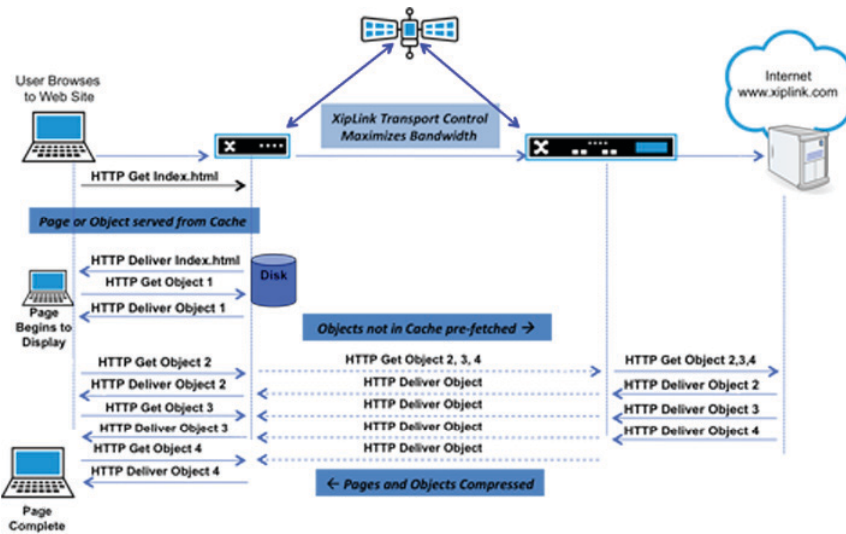 User Browses
to Web Site
XipLink Transport Control
Maximizes Bandwidth
Internet
www.xiplink.com
HTTP Get Index.html
Page or Object served from Cache
HTTP Deliver Index.html
HTTP Get Object 1
HTTP Deliver Object 1
Disk
Page
Begins to
Display
Objects not in Cache pre-fetched →
HTTP Get Object 2
HTTP Get Object 2, 3, 4
HTTP Get Object 2,3,4
HTTP Deliver Object 2
HTTP Deliver Object
HTTP Deliver Object 2
HTTP Get Object 3
HTTP Deliver Object
HTTP Deliver Object 3
HTTP Deliver Object 3
HTTP Deliver Object
HTTP Deliver Object 4
HTTP Get Object 4
HTTP Deliver Object
HTTP Deliver Object 4
← Pages and Objects Compressed
Page
Complete